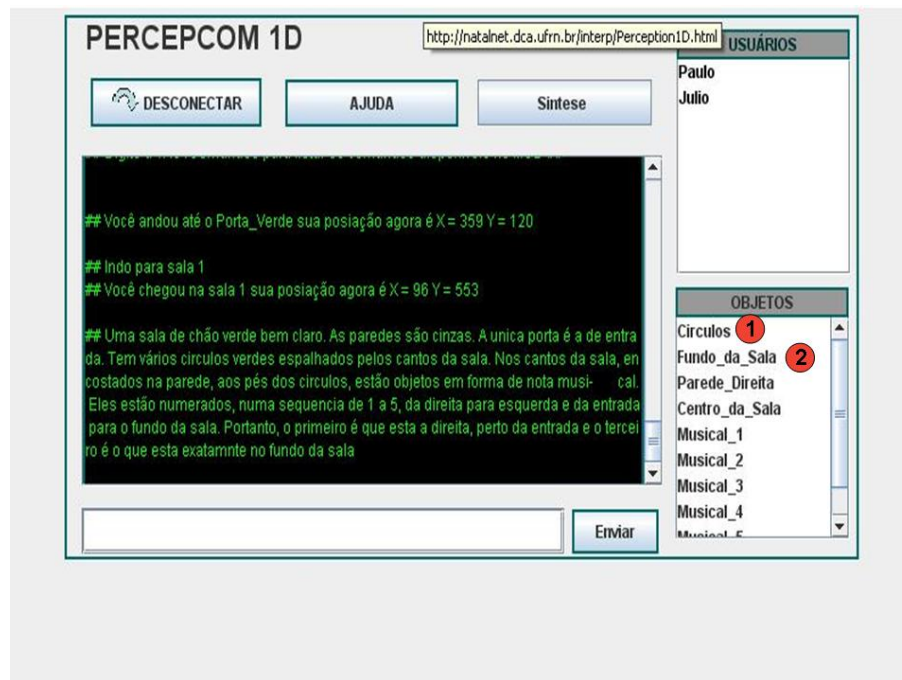 PERCEPCOM 1D
http://natalnet.dca.ufrn.br/interp/Perception1D.html
USUÁRIOS
Paulo
Julio
DESCONECTAR
AJUDA
Sintese
## Você andou até o Porta_Verde sua posiação agora é X = 359 Y = 120
## Indo para sala 1
## Você chegou na sala 1 sua posiação agora é X = 96 Y = 553
## Uma sala de chão verde bem claro. As paredes são cinzas. A unica porta é a de entra
da. Tem vários circulos verdes espalhados pelos cantos da sala. Nos cantos da sala, en
costados na parede, aos pés dos circulos, estão objetos em forma de nota musi- cal.
Eles estão numerados, numa sequencia de 1 a 5, da direita para esquerda e da entrada
para o fundo da sala. Portanto, o primeiro é que esta a direita, perto da entrada e o tercei
ro é o que esta exatamnte no fundo da sala
OBJETOS
Circulos 1
Fundo_da_Sala 2
Parede_Direita
Centro_da_Sala
Musical_1
Musical_2
Musical_3
Musical_4
Musical_5
Enviar